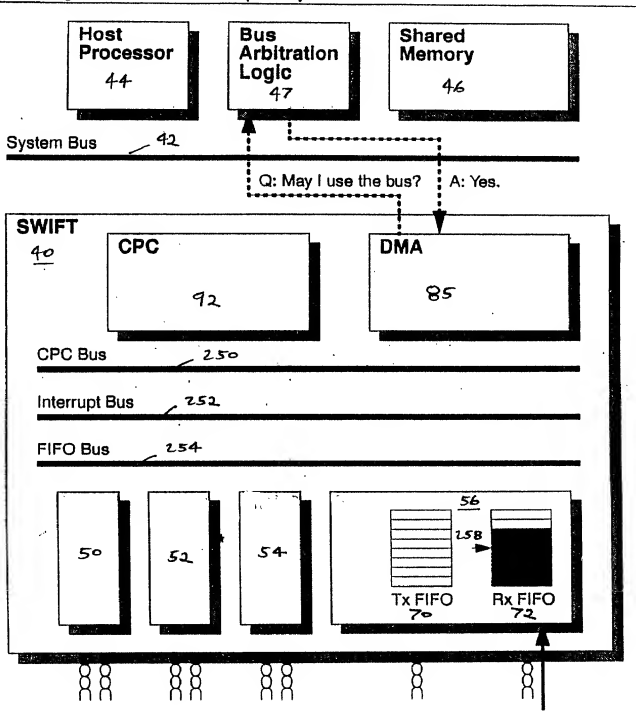 Host Processor
44
Bus Arbitration Logic
47
Shared Memory
46
System Bus
42
Q: May I use the bus?
A: Yes.
SWIFT
40
CPC
92
DMA
85
CPC Bus
250
Interrupt Bus
252
FIFO Bus
254
50
52
54
56
258
Tx FIFO
70
Rx FIFO
72